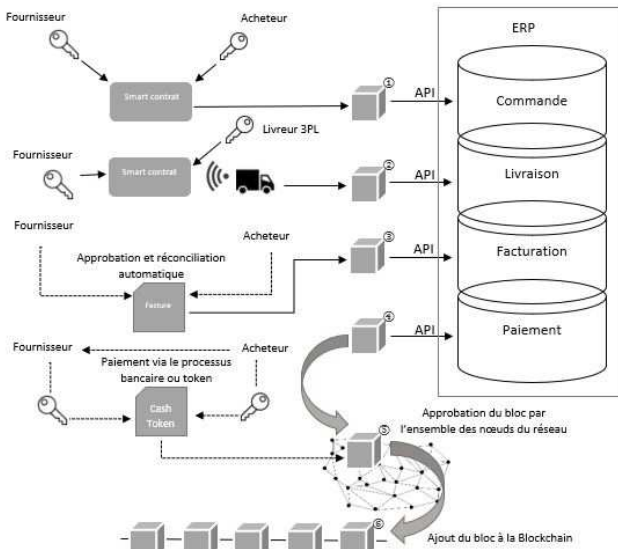 Fournisseur
Acheteur
ERP
Smart contrat
①
API
Commande
Livreur 3PL
Fournisseur
Smart contrat
②
API
Livraison
Fournisseur
Acheteur
Approbation et réconciliation
automatique
Facture
③
API
Facturation
④
API
Paiement
Fournisseur
Acheteur
Paiement via le processus
bancaire ou token
Cash
Token
⑤
Approbation du bloc par
l'ensemble des nœuds du réseau
⑥
Ajout du bloc à la Blockchain